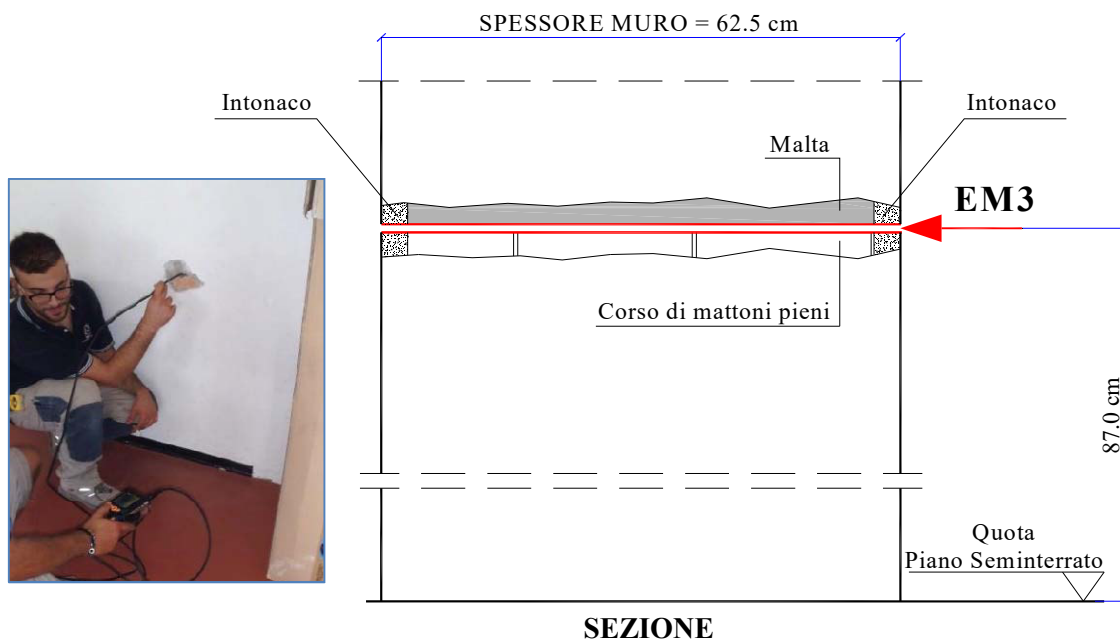 SPESSORE MURO = 62.5 cm
Intonaco
Intonaco
Malta
EM3
Corso di mattoni pieni
87.0 cm
Quota
Piano Seminterrato
SEZIONE